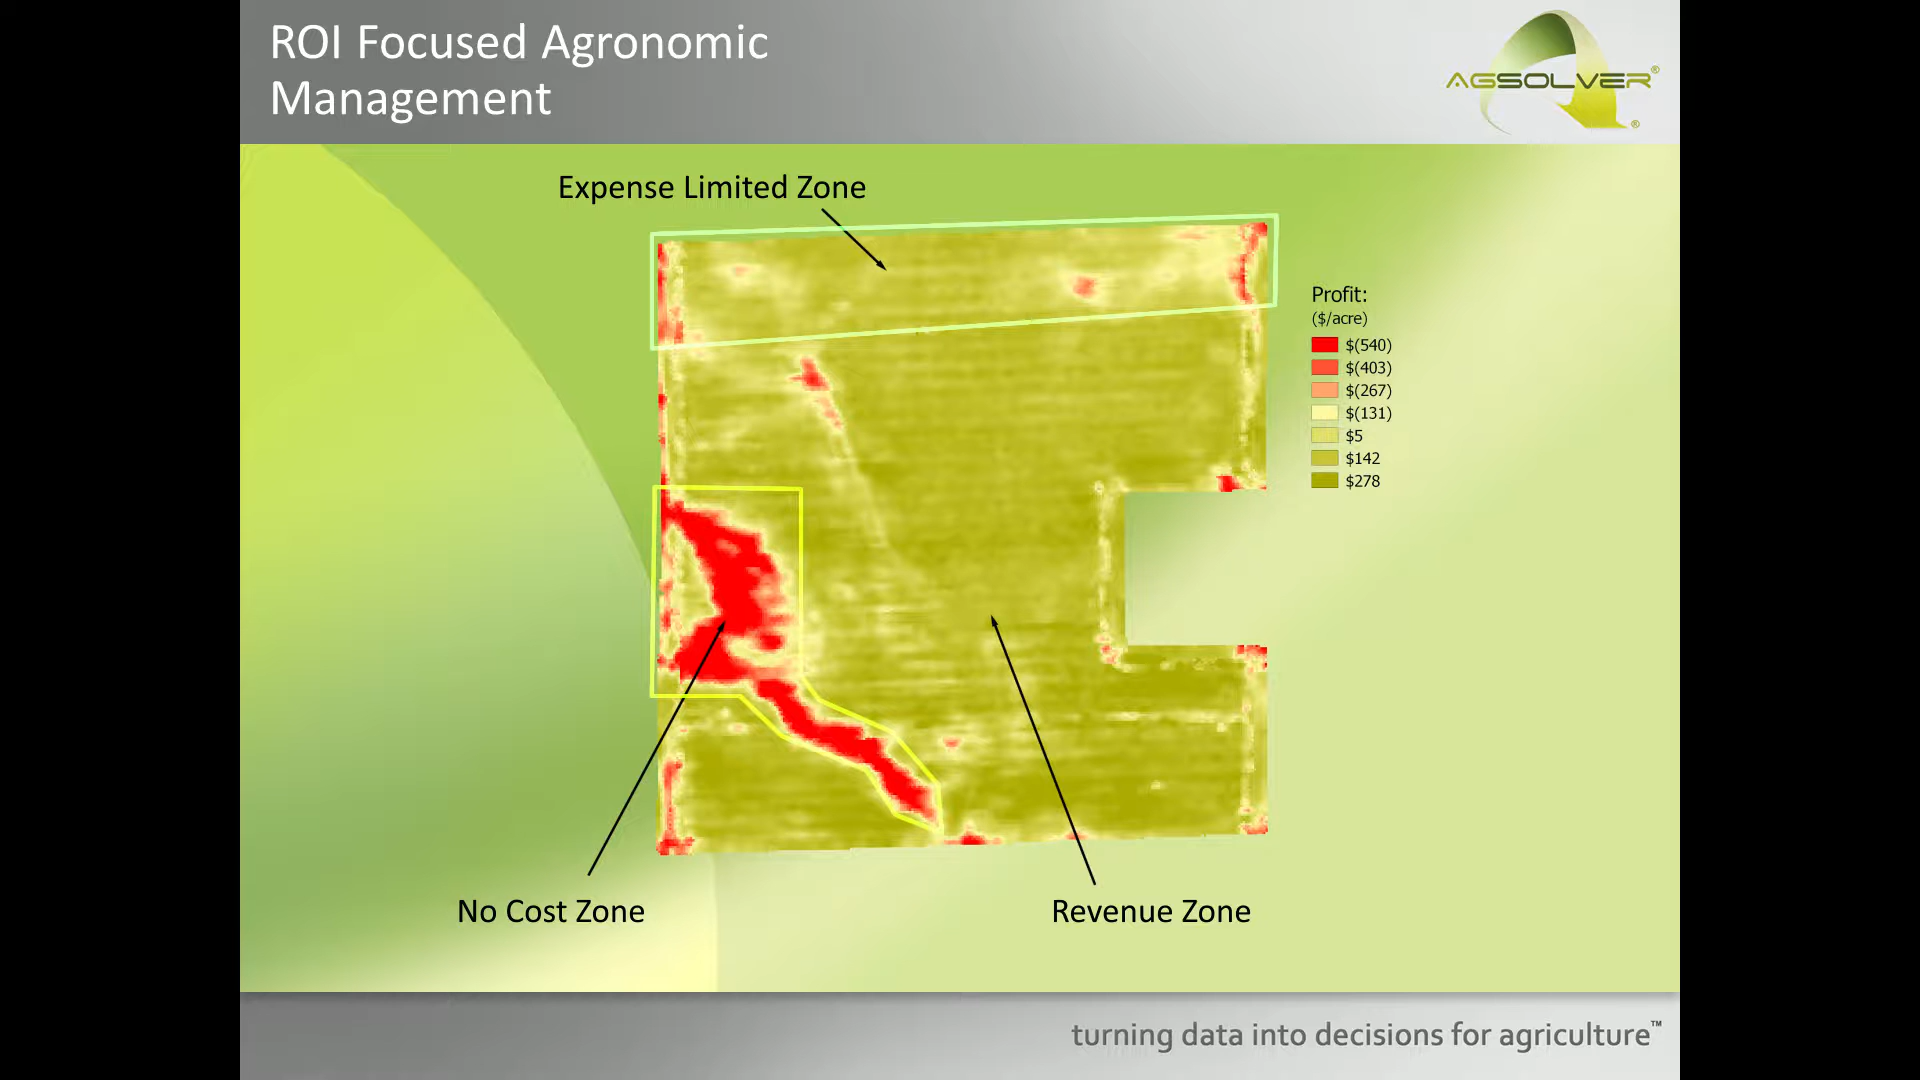 ROI Focused Agronomic
Management
AGSOLVER®
®
Expense Limited Zone
Profit:
($/acre)
$(540)
$(403)
$(267)
$(131)
$5
$142
$278
No Cost Zone
Revenue Zone
turning data into decisions for agriculture™